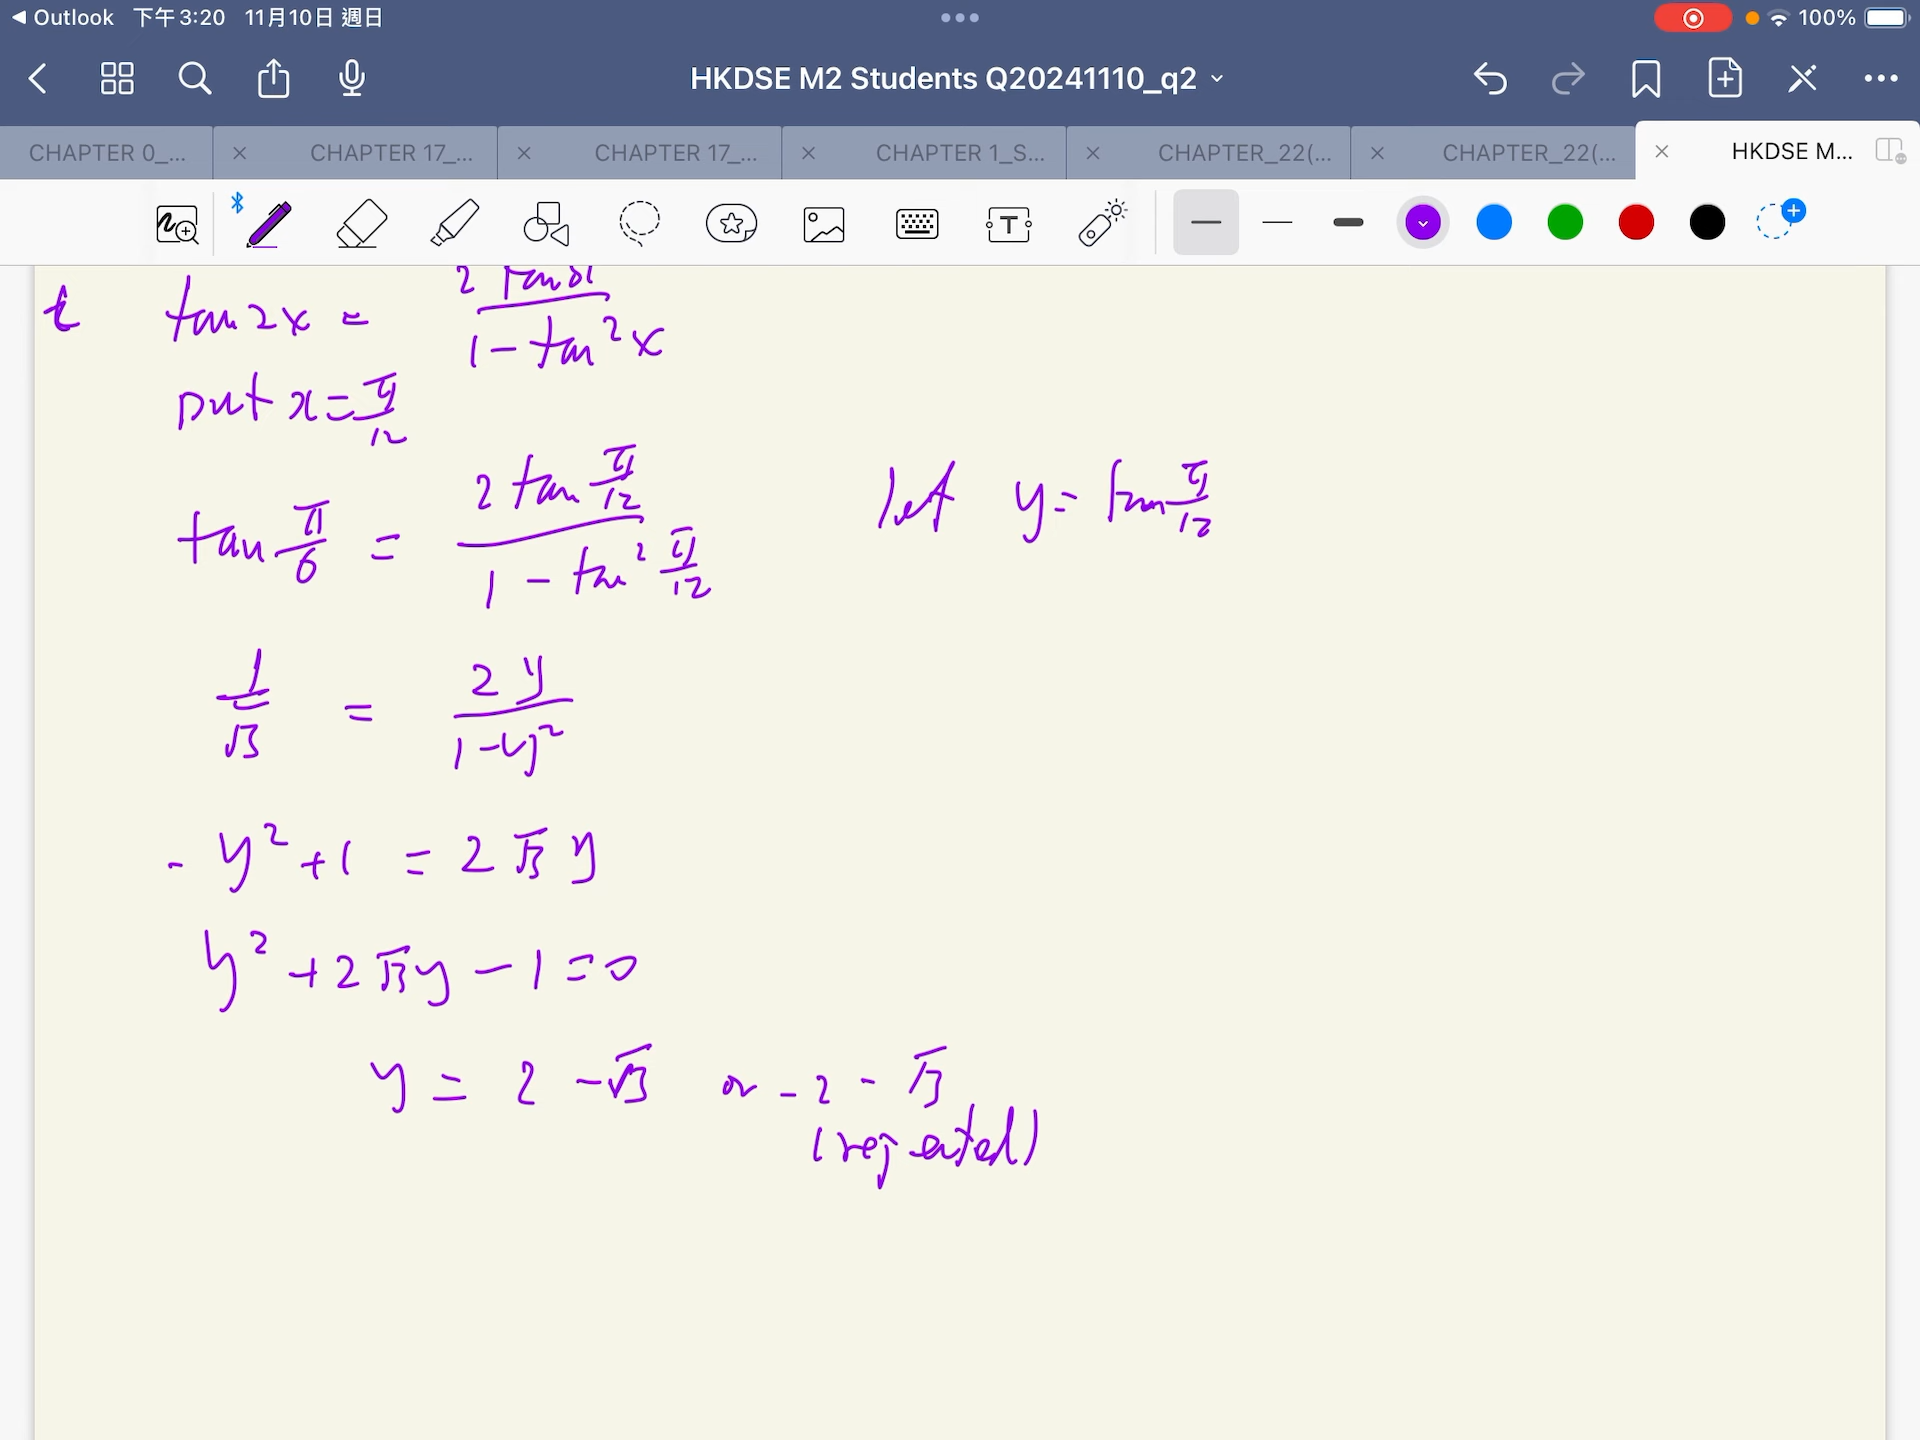 ◀ Outlook 下午3:20 11月10日 週日 100%
HKDSE M2 Students Q20241110_q2
CHAPTER 0_... CHAPTER 17_... CHAPTER 17_... CHAPTER 1_S... CHAPTER_22(... CHAPTER_22(... HKDSE M...
t tan 2x = 2 tan x / 1 - tan²x
put x = π/12
tan π/6 = 2 tan π/12 / 1 - tan² π/12 let y = tan π/12
1/√3 = 2y / 1-y²
- y² + 1 = 2√3 y
y² + 2√3y - 1 = 0
y = 2 - √3 or -2 - √3
(rejected)